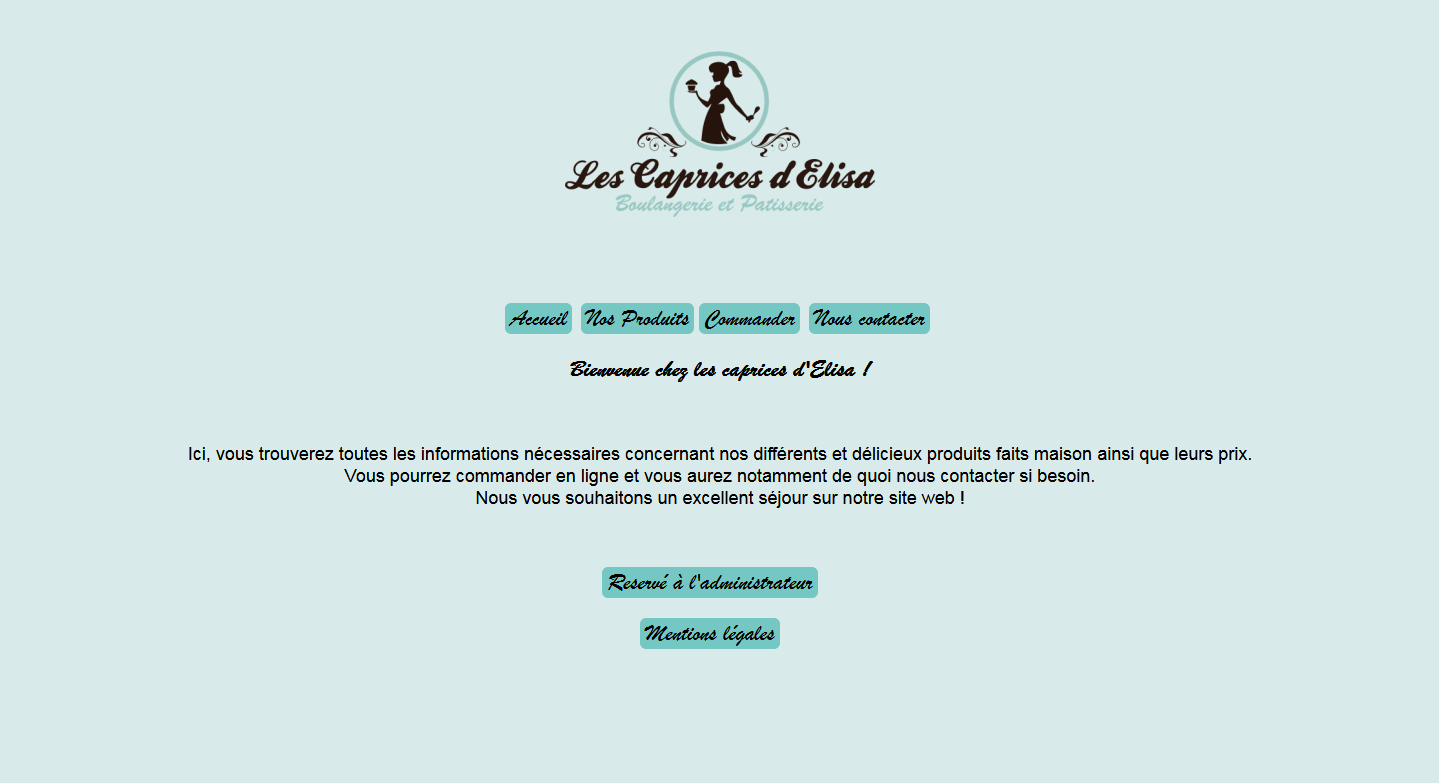 Les Caprices d'Elisa
Boulangerie et Patisserie
Accueil Nos Produits Commander Nous contacter
Bienvenue chez les caprices d'Elisa !
Ici, vous trouverez toutes les informations nécessaires concernant nos différents et délicieux produits faits maison ainsi que leurs prix.
Vous pourrez commander en ligne et vous aurez notamment de quoi nous contacter si besoin.
Nous vous souhaitons un excellent séjour sur notre site web !
Reservé à l'administrateur
Mentions légales